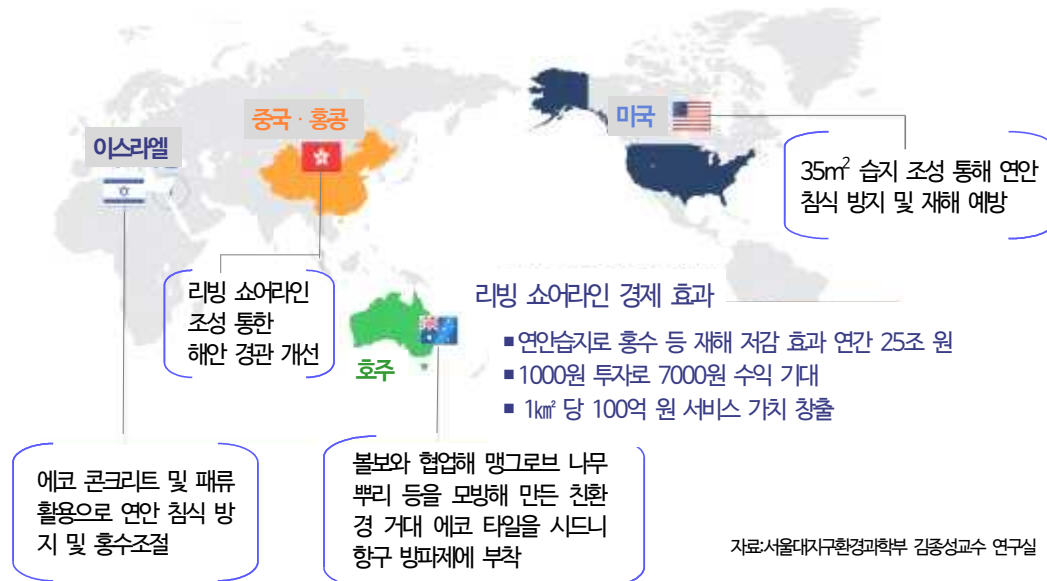 이스라엘
중국 · 홍콩
미국
35m² 습지 조성 통해 연안
침식 방지 및 재해 예방
리빙 쇼어라인
조성 통한
해안 경관 개선
호주
리빙 쇼어라인 경제 효과
▪연안습지로 홍수 등 재해 저감 효과 연간 25조 원
▪1000원 투자로 7000원 수익 기대
▪ 1㎢ 당 100억 원 서비스 가치 창출
에코 콘크리트 및 패류
활용으로 연안 침식 방
지 및 홍수조절
볼보와 협업해 맹그로브 나무
뿌리 등을 모방해 만든 친환
경 거대 에코 타일을 시드니
항구 방파제에 부착
자료:서울대지구환경과학부 김종성교수 연구실